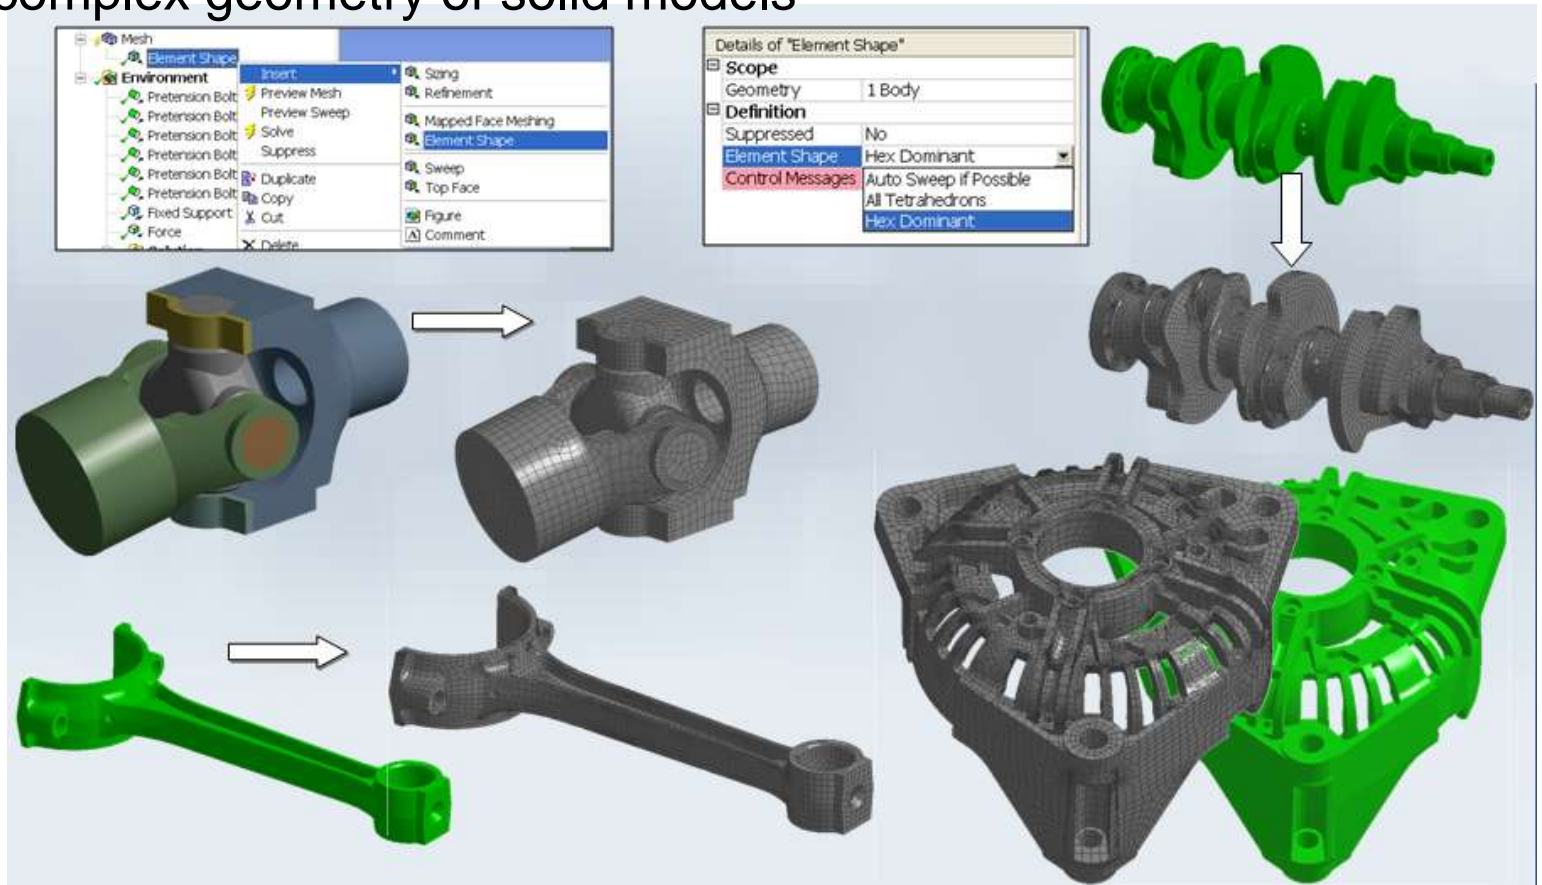 complex geometry of solid models
Mesh
Element Shape
Environment
Pretension Bolt
Pretension Bolt
Pretension Bolt
Pretension Bolt
Pretension Bolt
Pretension Bolt
Fixed Support
Force
Insert
Preview Mesh
Preview Sweep
Solve
Suppress
Duplicate
Copy
Cut
Delete
Sizing
Refinement
Mapped Face Meshing
Element Shape
Sweep
Top Face
Figure
A Comment
Details of "Element Shape"
Scope
Geometry 1 Body
Definition
Suppressed No
Element Shape Hex Dominant
Control Messages Auto Sweep if Possible
All Tetrahedrons
Hex Dominant